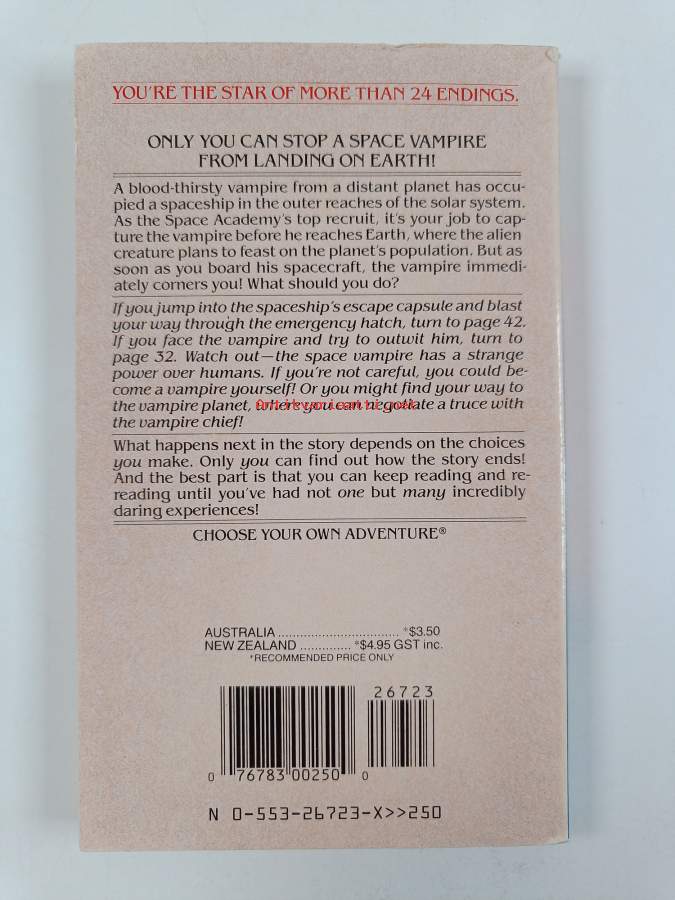 YOU'RE THE STAR OF MORE THAN 24 ENDINGS.
ONLY YOU CAN STOP A SPACE VAMPIRE
FROM LANDING ON EARTH!
A blood-thirsty vampire from a distant planet has occu-
pied a spaceship in the outer reaches of the solar system.
As the Space Academy's top recruit, it's your job to cap-
ture the vampire before he reaches Earth, where the alien
creature plans to feast on the planet's population. But as
soon as you board his spacecraft, the vampire immedi-
ately corners you! What should you do?
If you jump into the spaceship's escape capsule and blast
your way through the emergency hatch, turn to page 42.
If you face the vampire and try to outwit him, turn to
page 32. Watch out—the space vampire has a strange
power over humans. If you're not careful, you could be-
come a vampire yourself! Or you might find your way to
the vampire planet, where you can negotiate a truce with
the vampire chief!
What happens next in the story depends on the choices
you make. Only you can find out how the story ends!
And the best part is that you can keep reading and re-
reading until you've had not one but many incredibly
daring experiences!
CHOOSE YOUR OWN ADVENTURE®
AUSTRALIA ................................. *$3.50
NEW ZEALAND .............. *$4.95 GST inc.
*RECOMMENDED PRICE ONLY
26723
0 76783 00250 0
N 0-553-26723-X>>250